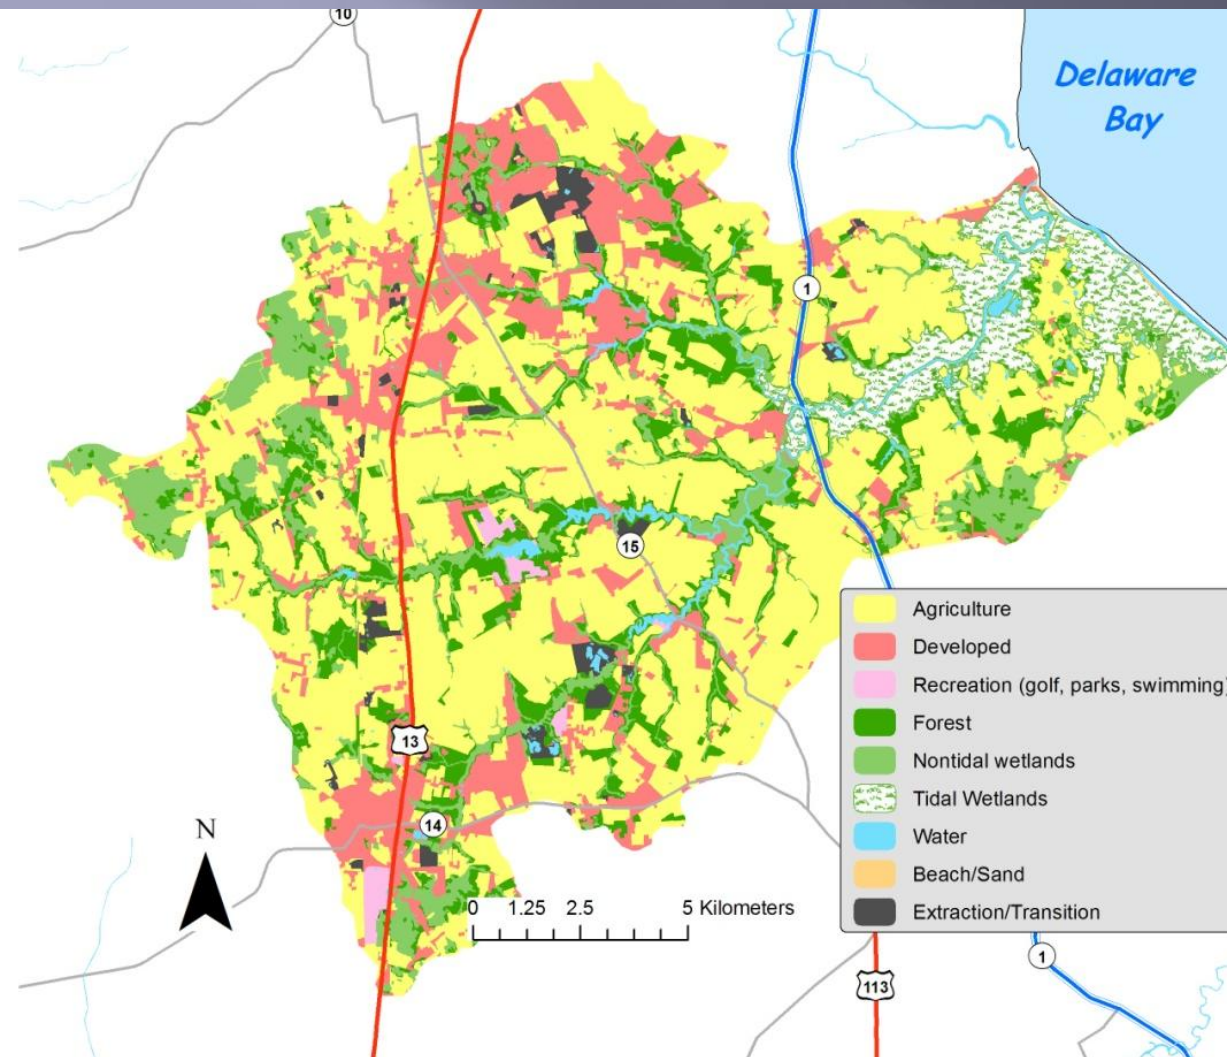 10
Delaware
Bay
1
15
13
14
N
0 1.25 2.5 5 Kilometers
Agriculture
Developed
Recreation (golf, parks, swimming)
Forest
Nontidal wetlands
Tidal Wetlands
Water
Beach/Sand
Extraction/Transition
1
113